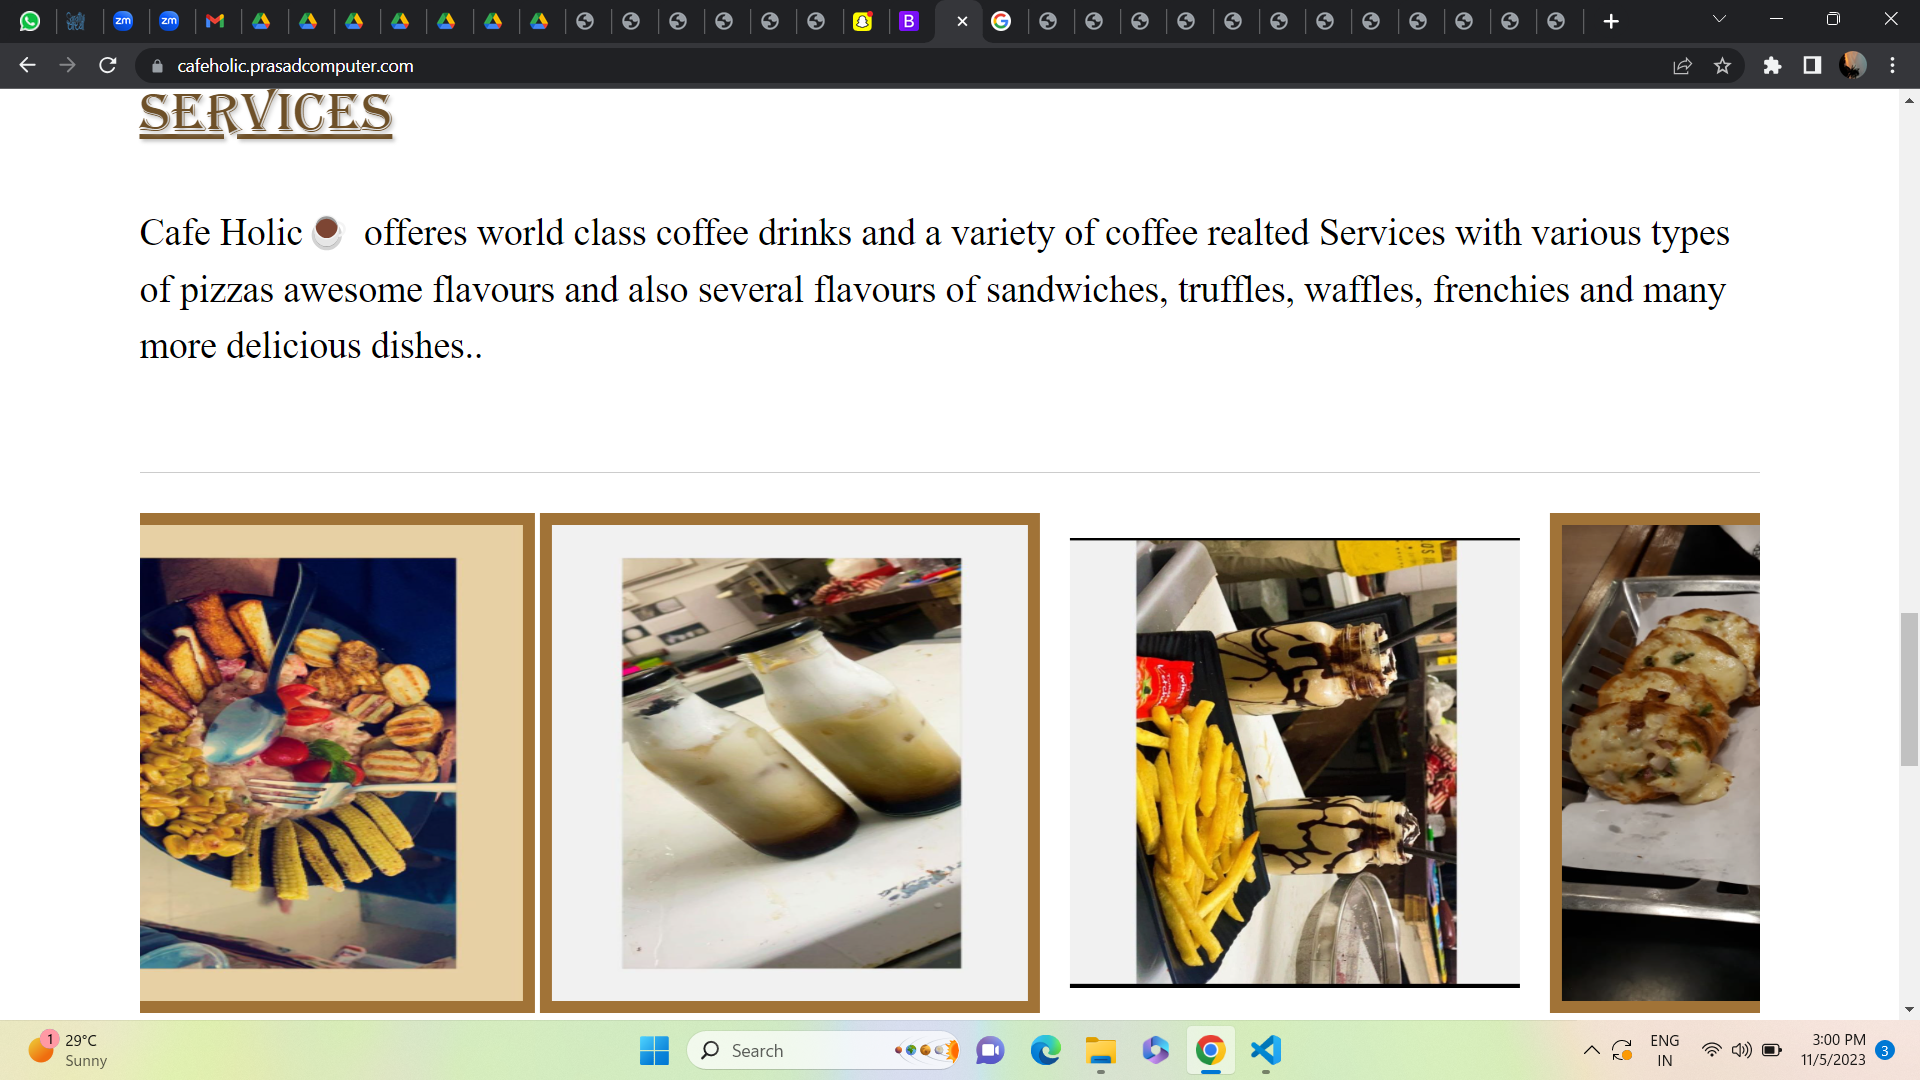 cafeholic.prasadcomputer.com
SERVICES
Cafe Holic offeres world class coffee drinks and a variety of coffee realted Services with various types
of pizzas awesome flavours and also several flavours of sandwiches, truffles, waffles, frenchies and many
more delicious dishes..
1
29°C
Sunny
Search
ENG
IN
3:00 PM
11/5/2023
3